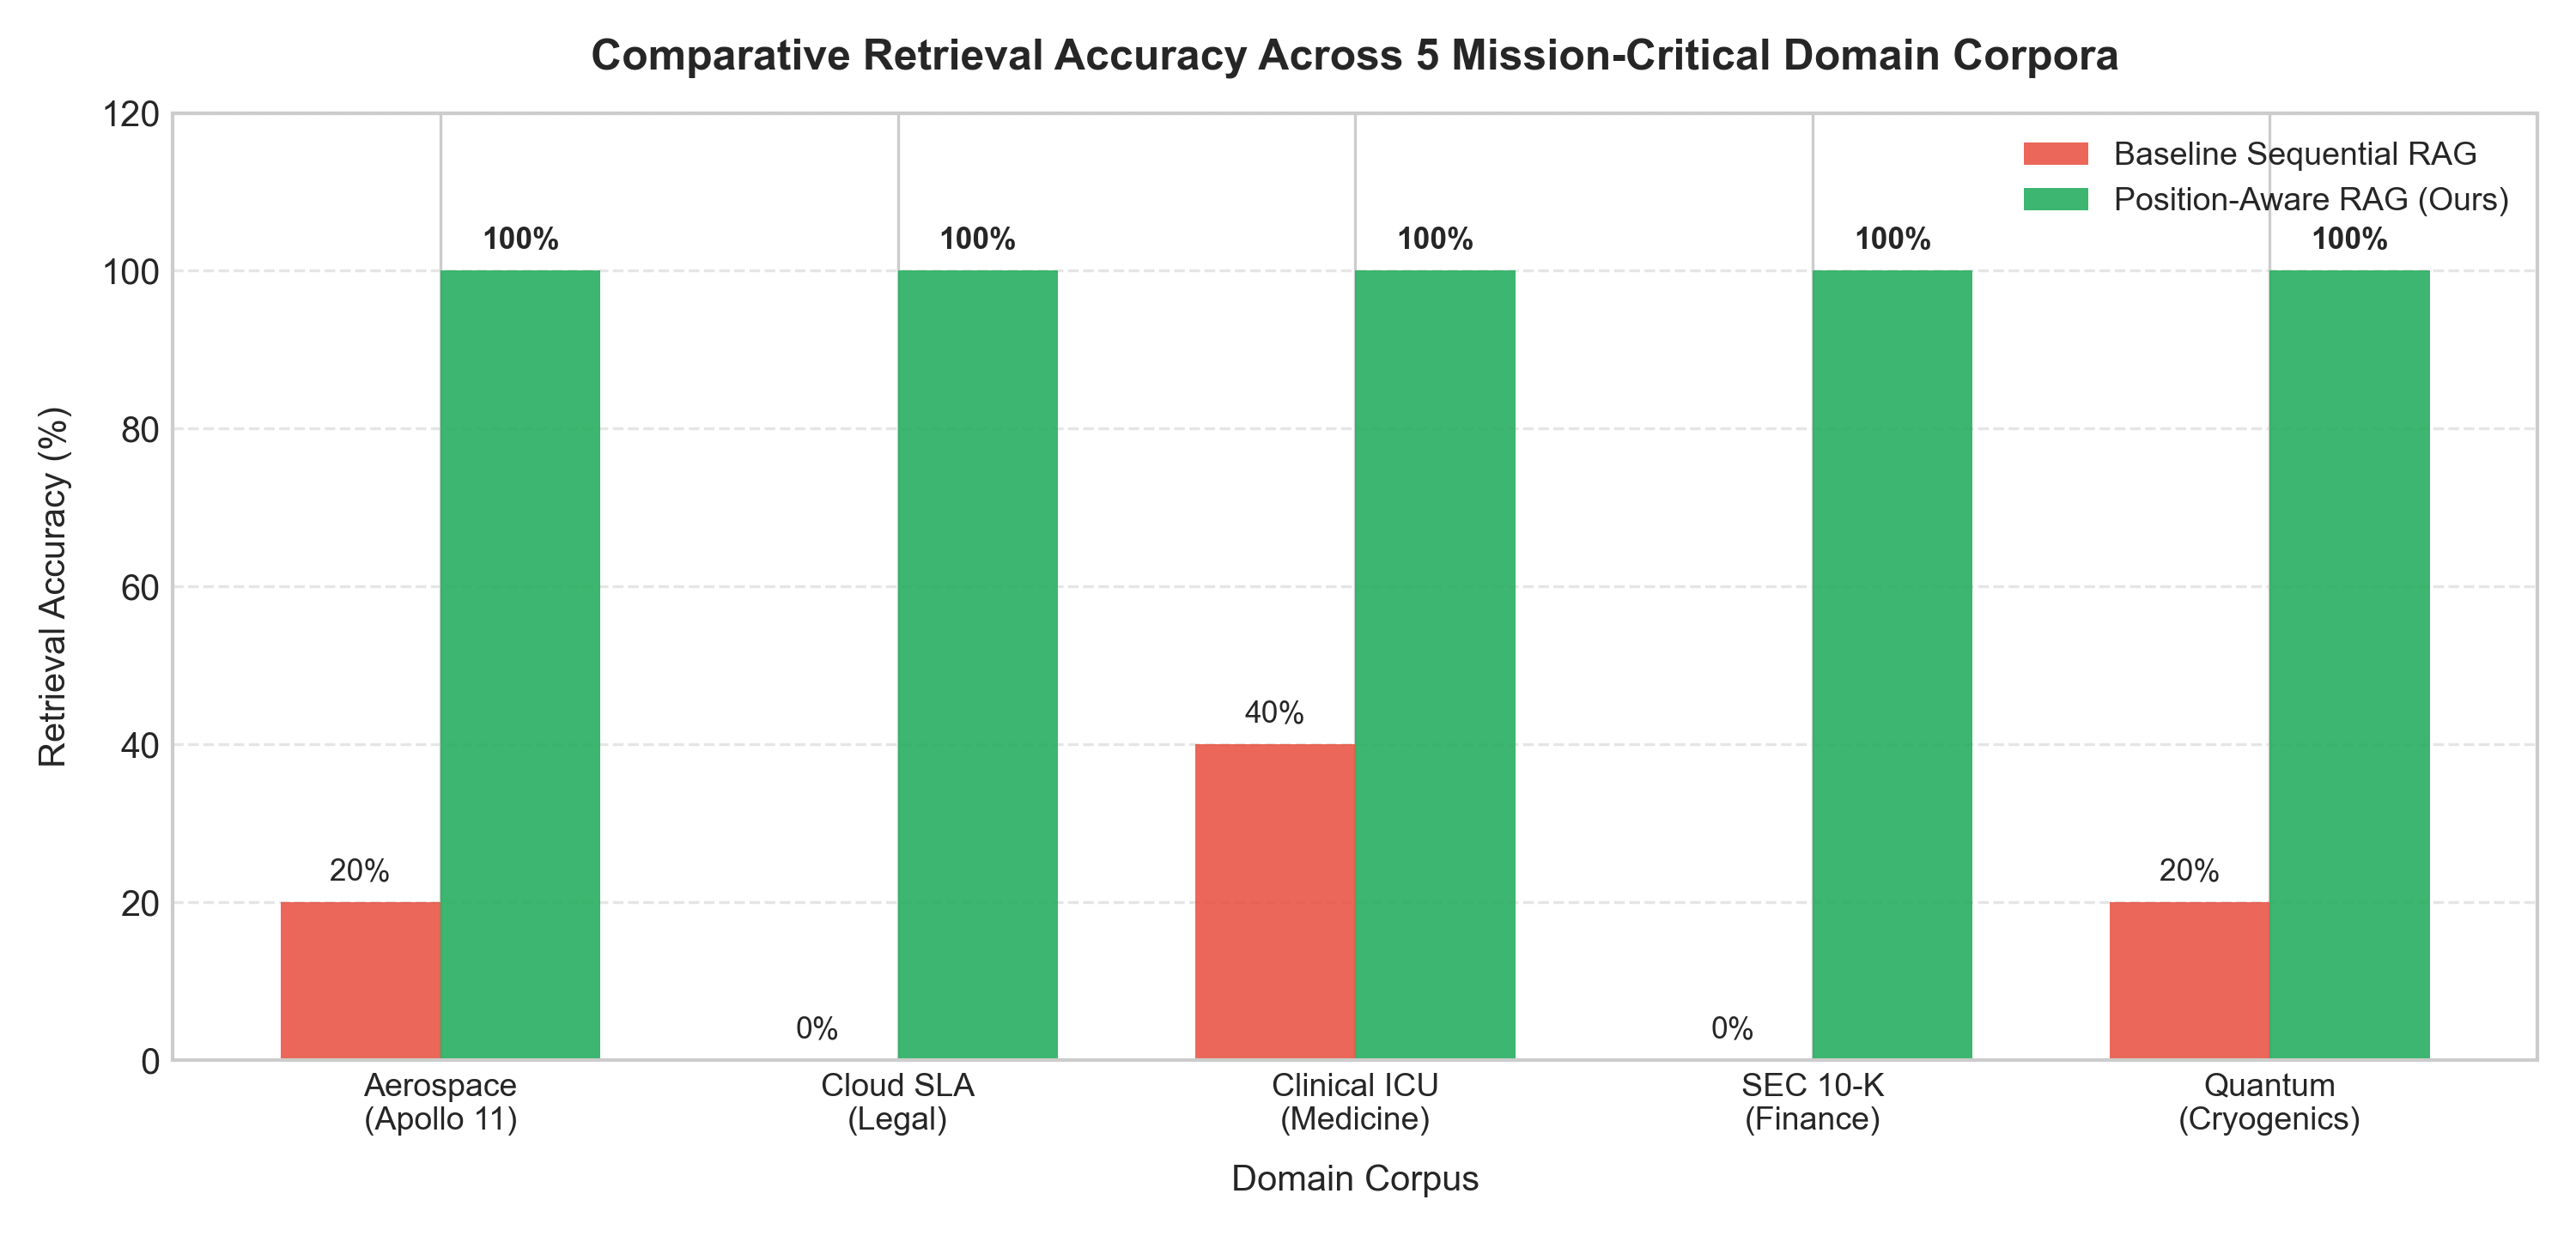 Comparative Retrieval Accuracy Across 5 Mission-Critical Domain Corpora
Baseline Sequential RAG
Position-Aware RAG (Ours)
Retrieval Accuracy (%)
120
100
80
60
40
20
0
20%
100%
0%
100%
40%
100%
0%
100%
20%
100%
Aerospace
(Apollo 11)
Cloud SLA
(Legal)
Clinical ICU
(Medicine)
SEC 10-K
(Finance)
Quantum
(Cryogenics)
Domain Corpus